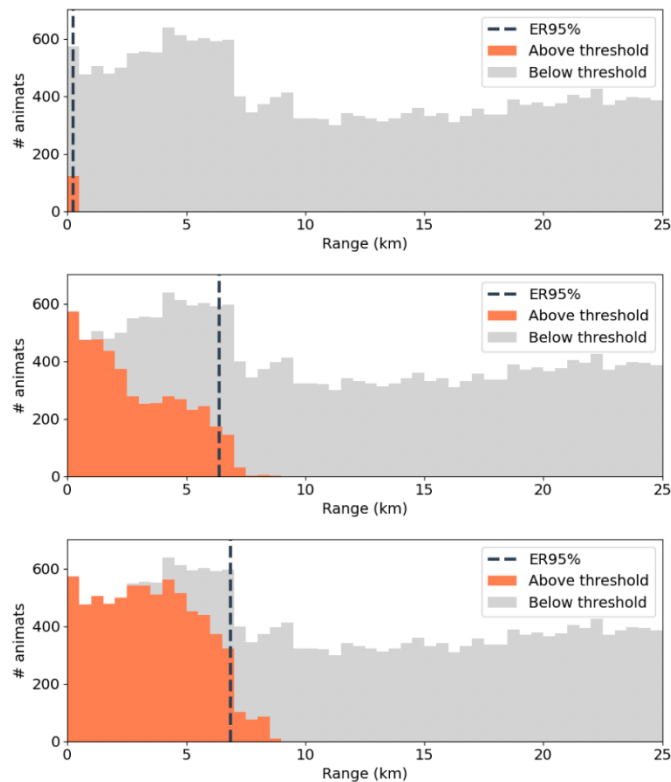 600
400
200
0
# animats
ER95%
Above threshold
Below threshold
0 5 10 15 20 25
Range (km)
600
400
200
0
# animats
ER95%
Above threshold
Below threshold
0 5 10 15 20 25
Range (km)
600
400
200
0
# animats
ER95%
Above threshold
Below threshold
0 5 10 15 20 25
Range (km)